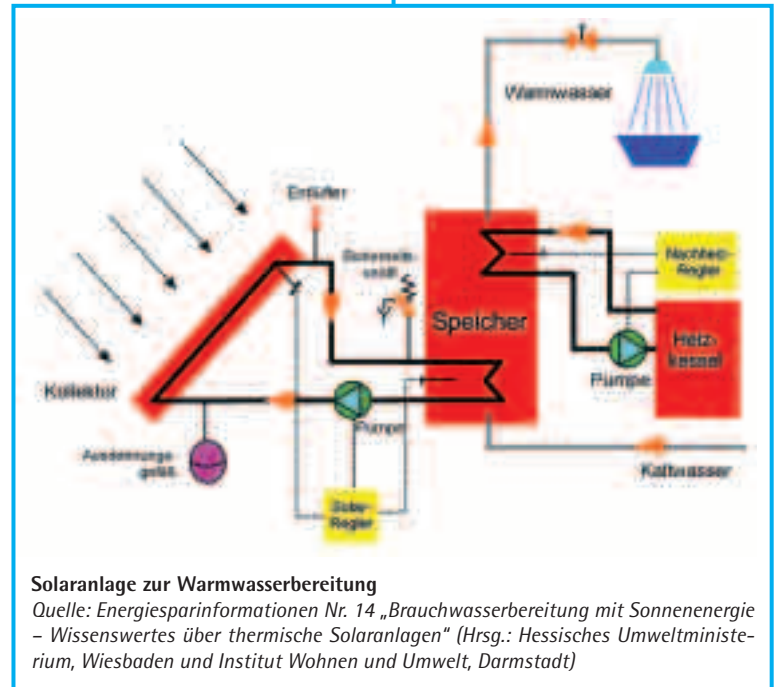 Warmwasser
Entlüfter
Speicher
Nachheiz-
Regler
Heiz-
kessel
Pumpe
Kollektor
Pumpe
Ausdehnungs-
gefäß
Solar-
Regler
Kaltwasser
Solaranlage zur Warmwasserbereitung
Quelle: Energiesparinformationen Nr. 14 „Brauchwasserbereitung mit Sonnenenergie
– Wissenswertes über thermische Solaranlagen“ (Hrsg.: Hessisches Umweltministe-
rium, Wiesbaden und Institut Wohnen und Umwelt, Darmstadt)